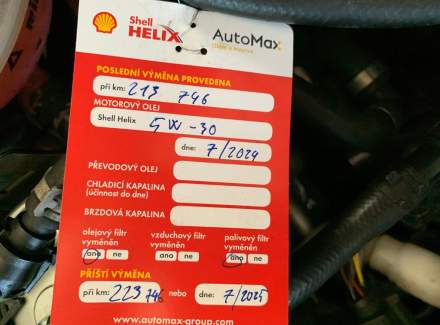 Shell
HELIX
AutoMax
POSLEDNÍ VÝMĚNA PROVEDENA
při km: 213 746
MOTOROVÝ OLEJ
Shell Helix 5W-30
dne: 7/2024
PŘEVODOVÝ OLEJ
CHLADICÍ KAPALINA
(účinnost do dne)
BRZDOVÁ KAPALINA
olejový filtr vzduchový filtr palivový filtr
vyměněn vyměněn vyměněn
ano ne ano ne ano ne
PŘÍŠTÍ VÝMĚNA
při km: 223 746 nebo dne: 7/2025
www.automax-group.com